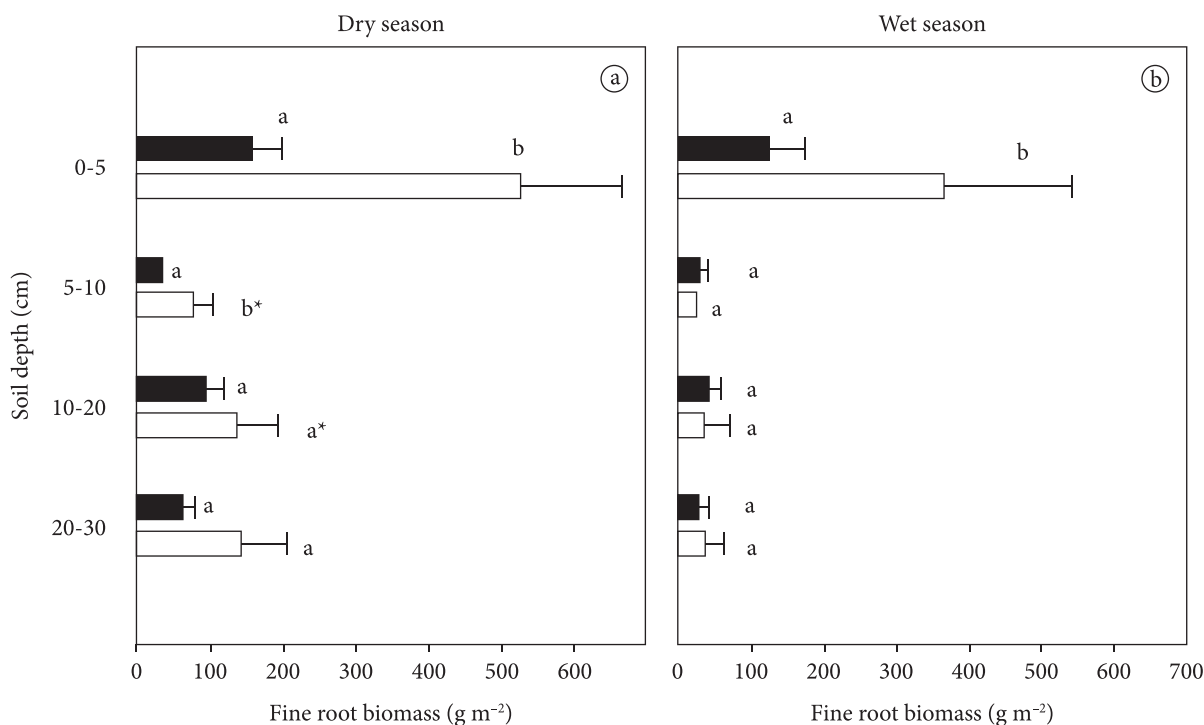 Dry season
a
a
b
0-5
a
5-10
b*
a
10-20
a*
a
20-30
a
Soil depth (cm)
0 100 200 300 400 500 600
Fine root biomass (g m⁻²)
Wet season
b
a
b
a
a
a
a
a
a
0 100 200 300 400 500 600 700
Fine root biomass (g m⁻²)